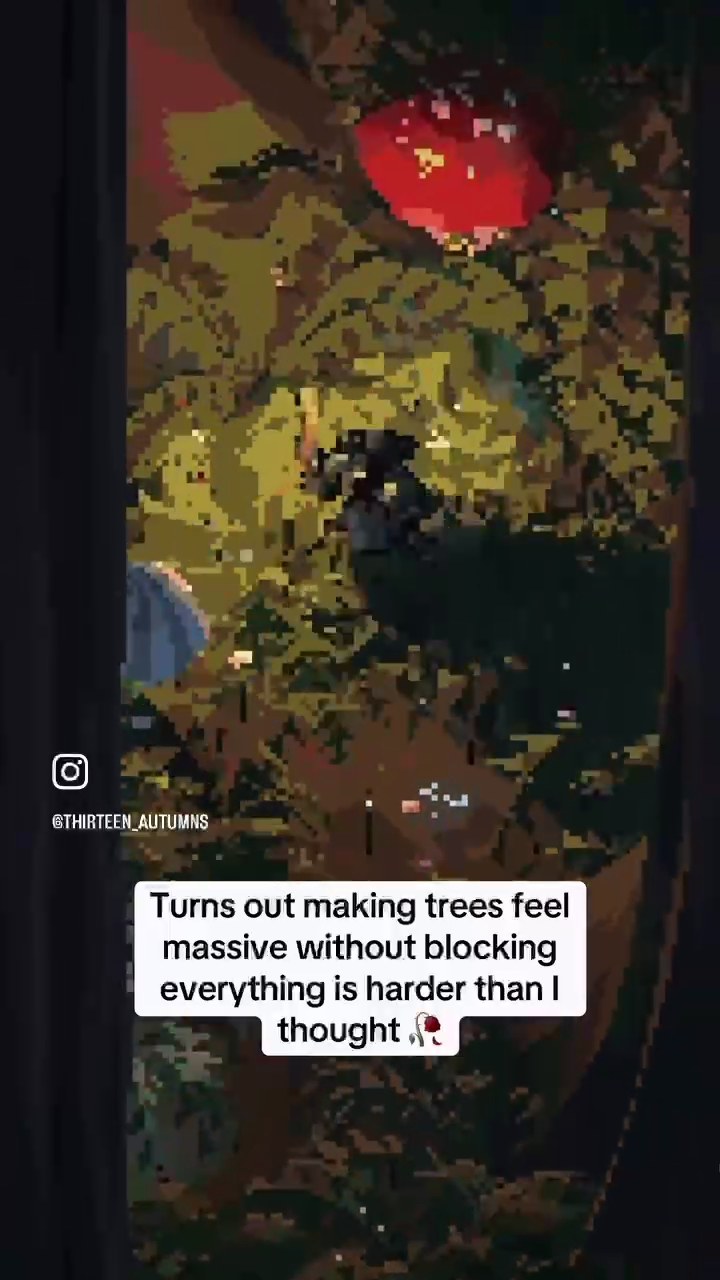 @THIRTEEN_AUTUMNS
Turns out making trees feel
massive without blocking
everything is harder than I
thought 🥀